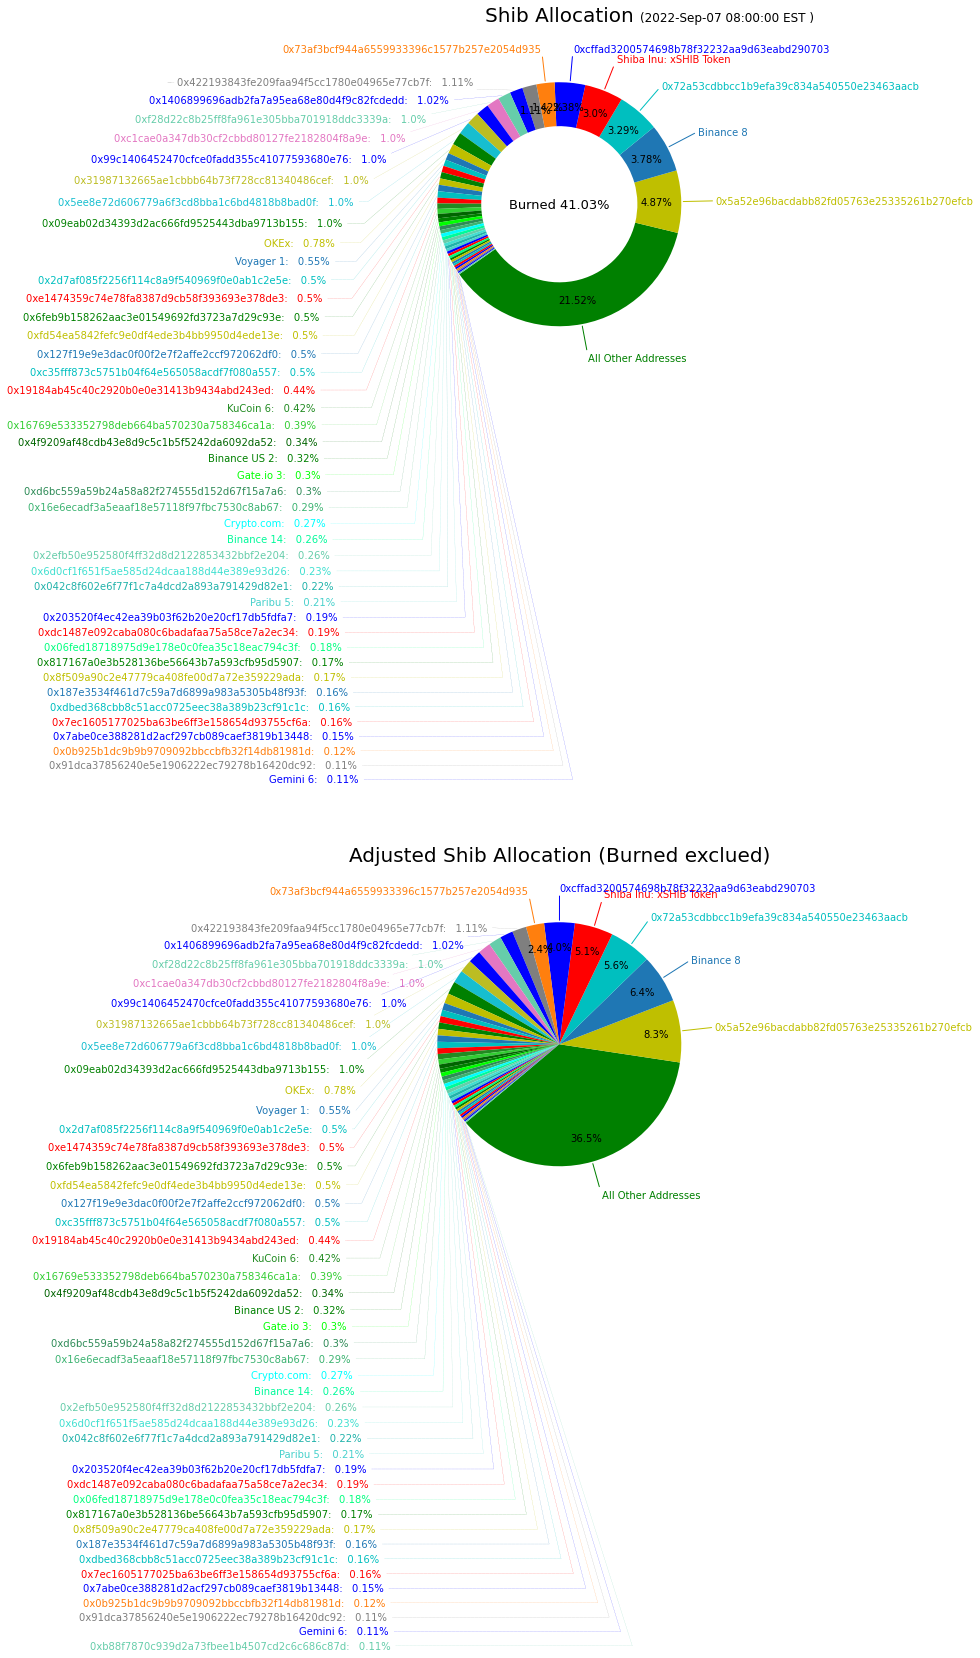 Shib Allocation (2022-Sep-07 08:00:00 EST )
0x73af3bcf944a6559933396c1577b257e2054d935
0xcffad3200574698b78f32232aa9d63eabd290703
Shiba Inu: xSHIB Token
0x422193843fe209faa94f5cc1780e04965e77cb7f: 1.11%
0x72a53cdbbcc1b9efa39c834a540550e23463aacb
0x1406899696adb2fa7a95ea68e80d4f9c82fcdedd: 1.02%
0xf28d22c8b25ff8fa961e305bba701918ddc3339a: 1.0%
Binance 8
0xc1cae0a347db30cf2cbbd80127fe2182804f8a9e: 1.0%
0x99c1406452470cfce0fadd355c41077593680e76: 1.0%
0x31987132665ae1cbbb64b73f728cc81340486cef: 1.0%
0x5ee8e72d606779a6f3cd8bba1c6bd4818b8bad0f: 1.0%
0x5a52e96bacdabb82fd05763e25335261b270efcb
0x09eab02d34393d2ac666fd9525443dba9713b155: 1.0%
1.11%
1.42%
3.0%
3.29%
3.78%
4.87%
Burned 41.03%
21.52%
All Other Addresses
OKEx: 0.78%
Voyager 1: 0.55%
0x2d7af085f2256f114c8a9f540969f0e0ab1c2e5e: 0.5%
0xe1474359c74e78fa8387d9cb58f393693e378de3: 0.5%
0x6feb9b158262aac3e01549692fd3723a7d29c93e: 0.5%
0xfd54ea5842fefc9e0df4ede3b4bb9950d4ede13e: 0.5%
0x127f19e9e3dac0f00f2e7f2affe2ccf972062df0: 0.5%
0xc35fff873c5751b04f64e565058acdf7f080a557: 0.5%
0x19184ab45c40c2920b0e0e31413b9434abd243ed: 0.44%
KuCoin 6: 0.42%
0x16769e533352798deb664ba570230a758346ca1a: 0.39%
0x4f9209af48cdb43e8d9c5c1b5f5242da6092da52: 0.34%
Binance US 2: 0.32%
Gate.io 3: 0.3%
0xd6bc559a59b24a58a82f274555d152d67f15a7a6: 0.3%
0x16e6ecadf3a5eaaf18e57118f97fbc7530c8ab67: 0.29%
Crypto.com: 0.27%
Binance 14: 0.26%
0x2efb50e952580f4ff32d8d2122853432bbf2e204: 0.26%
0x6d0cf1f651f5ae585d24dcaa188d44e389e93d26: 0.23%
0x042c8f602e6f77f1c7a4dcd2a893a791429d82e1: 0.22%
Paribu 5: 0.21%
0x203520f4ec42ea39b03f62b20e20cf17db5fdfa7: 0.19%
0xdc1487e092caba080c6badafaa75a58ce7a2ec34: 0.19%
0x06fed18718975d9e178e0c0fea35c18eac794c3f: 0.18%
0x817167a0e3b528136be56643b7a593cfb95d5907: 0.17%
0x8f509a90c2e47779ca408fe00d7a72e359229ada: 0.17%
0x187e3534f461d7c59a7d6899a983a5305b48f93f: 0.16%
0xdbed368cbb8c51acc0725eec38a389b23cf91c1c: 0.16%
0x7ec1605177025ba63be6ff3e158654d93755cf6a: 0.16%
0x7abe0ce388281d2acf297cb089caef3819b13448: 0.15%
0x0b925b1dc9b9b9709092bbccbfb32f14db81981d: 0.12%
0x91dca37856240e5e1906222ec79278b16420dc92: 0.11%
Gemini 6: 0.11%
Adjusted Shib Allocation (Burned exclued)
0x73af3bcf944a6559933396c1577b257e2054d935
0xcffad3200574698b78f32232aa9d63eabd290703
Shiba Inu: xSHIB Token
0x422193843fe209faa94f5cc1780e04965e77cb7f: 1.11%
0x72a53cdbbcc1b9efa39c834a540550e23463aacb
0x1406899696adb2fa7a95ea68e80d4f9c82fcdedd: 1.02%
0xf28d22c8b25ff8fa961e305bba701918ddc3339a: 1.0%
Binance 8
0xc1cae0a347db30cf2cbbd80127fe2182804f8a9e: 1.0%
0x99c1406452470cfce0fadd355c41077593680e76: 1.0%
0x31987132665ae1cbbb64b73f728cc81340486cef: 1.0%
0x5a52e96bacdabb82fd05763e25335261b270efcb
0x5ee8e72d606779a6f3cd8bba1c6bd4818b8bad0f: 1.0%
0x09eab02d34393d2ac666fd9525443dba9713b155: 1.0%
2.4%
4.0%
5.1%
5.6%
6.4%
8.3%
36.5%
All Other Addresses
OKEx: 0.78%
Voyager 1: 0.55%
0x2d7af085f2256f114c8a9f540969f0e0ab1c2e5e: 0.5%
0xe1474359c74e78fa8387d9cb58f393693e378de3: 0.5%
0x6feb9b158262aac3e01549692fd3723a7d29c93e: 0.5%
0xfd54ea5842fefc9e0df4ede3b4bb9950d4ede13e: 0.5%
0x127f19e9e3dac0f00f2e7f2affe2ccf972062df0: 0.5%
0xc35fff873c5751b04f64e565058acdf7f080a557: 0.5%
0x19184ab45c40c2920b0e0e31413b9434abd243ed: 0.44%
KuCoin 6: 0.42%
0x16769e533352798deb664ba570230a758346ca1a: 0.39%
0x4f9209af48cdb43e8d9c5c1b5f5242da6092da52: 0.34%
Binance US 2: 0.32%
Gate.io 3: 0.3%
0xd6bc559a59b24a58a82f274555d152d67f15a7a6: 0.3%
0x16e6ecadf3a5eaaf18e57118f97fbc7530c8ab67: 0.29%
Crypto.com: 0.27%
Binance 14: 0.26%
0x2efb50e952580f4ff32d8d2122853432bbf2e204: 0.26%
0x6d0cf1f651f5ae585d24dcaa188d44e389e93d26: 0.23%
0x042c8f602e6f77f1c7a4dcd2a893a791429d82e1: 0.22%
Paribu 5: 0.21%
0x203520f4ec42ea39b03f62b20e20cf17db5fdfa7: 0.19%
0xdc1487e092caba080c6badafaa75a58ce7a2ec34: 0.19%
0x06fed18718975d9e178e0c0fea35c18eac794c3f: 0.18%
0x817167a0e3b528136be56643b7a593cfb95d5907: 0.17%
0x8f509a90c2e47779ca408fe00d7a72e359229ada: 0.17%
0x187e3534f461d7c59a7d6899a983a5305b48f93f: 0.16%
0xdbed368cbb8c51acc0725eec38a389b23cf91c1c: 0.16%
0x7ec1605177025ba63be6ff3e158654d93755cf6a: 0.16%
0x7abe0ce388281d2acf297cb089caef3819b13448: 0.15%
0x0b925b1dc9b9b9709092bbccbfb32f14db81981d: 0.12%
0x91dca37856240e5e1906222ec79278b16420dc92: 0.11%
Gemini 6: 0.11%
0xb88f7870c939d2a73fbee1b4507cd2c6c686c87d: 0.11%